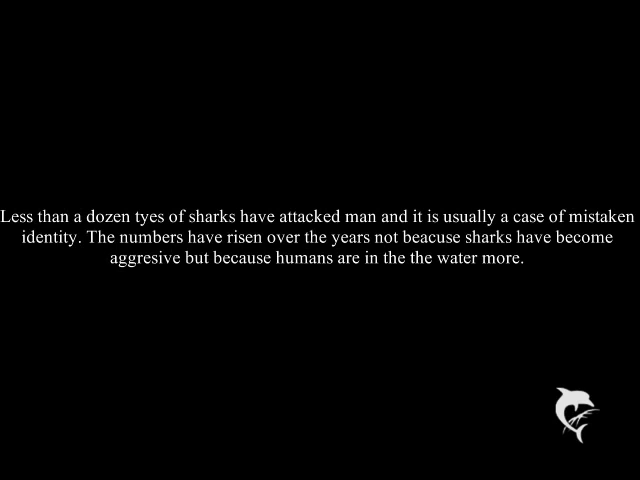 Less than a dozen tyes of sharks have attacked man and it is usually a case of mistaken
identity. The numbers have risen over the years not beacuse sharks have become
aggresive but because humans are in the the water more.